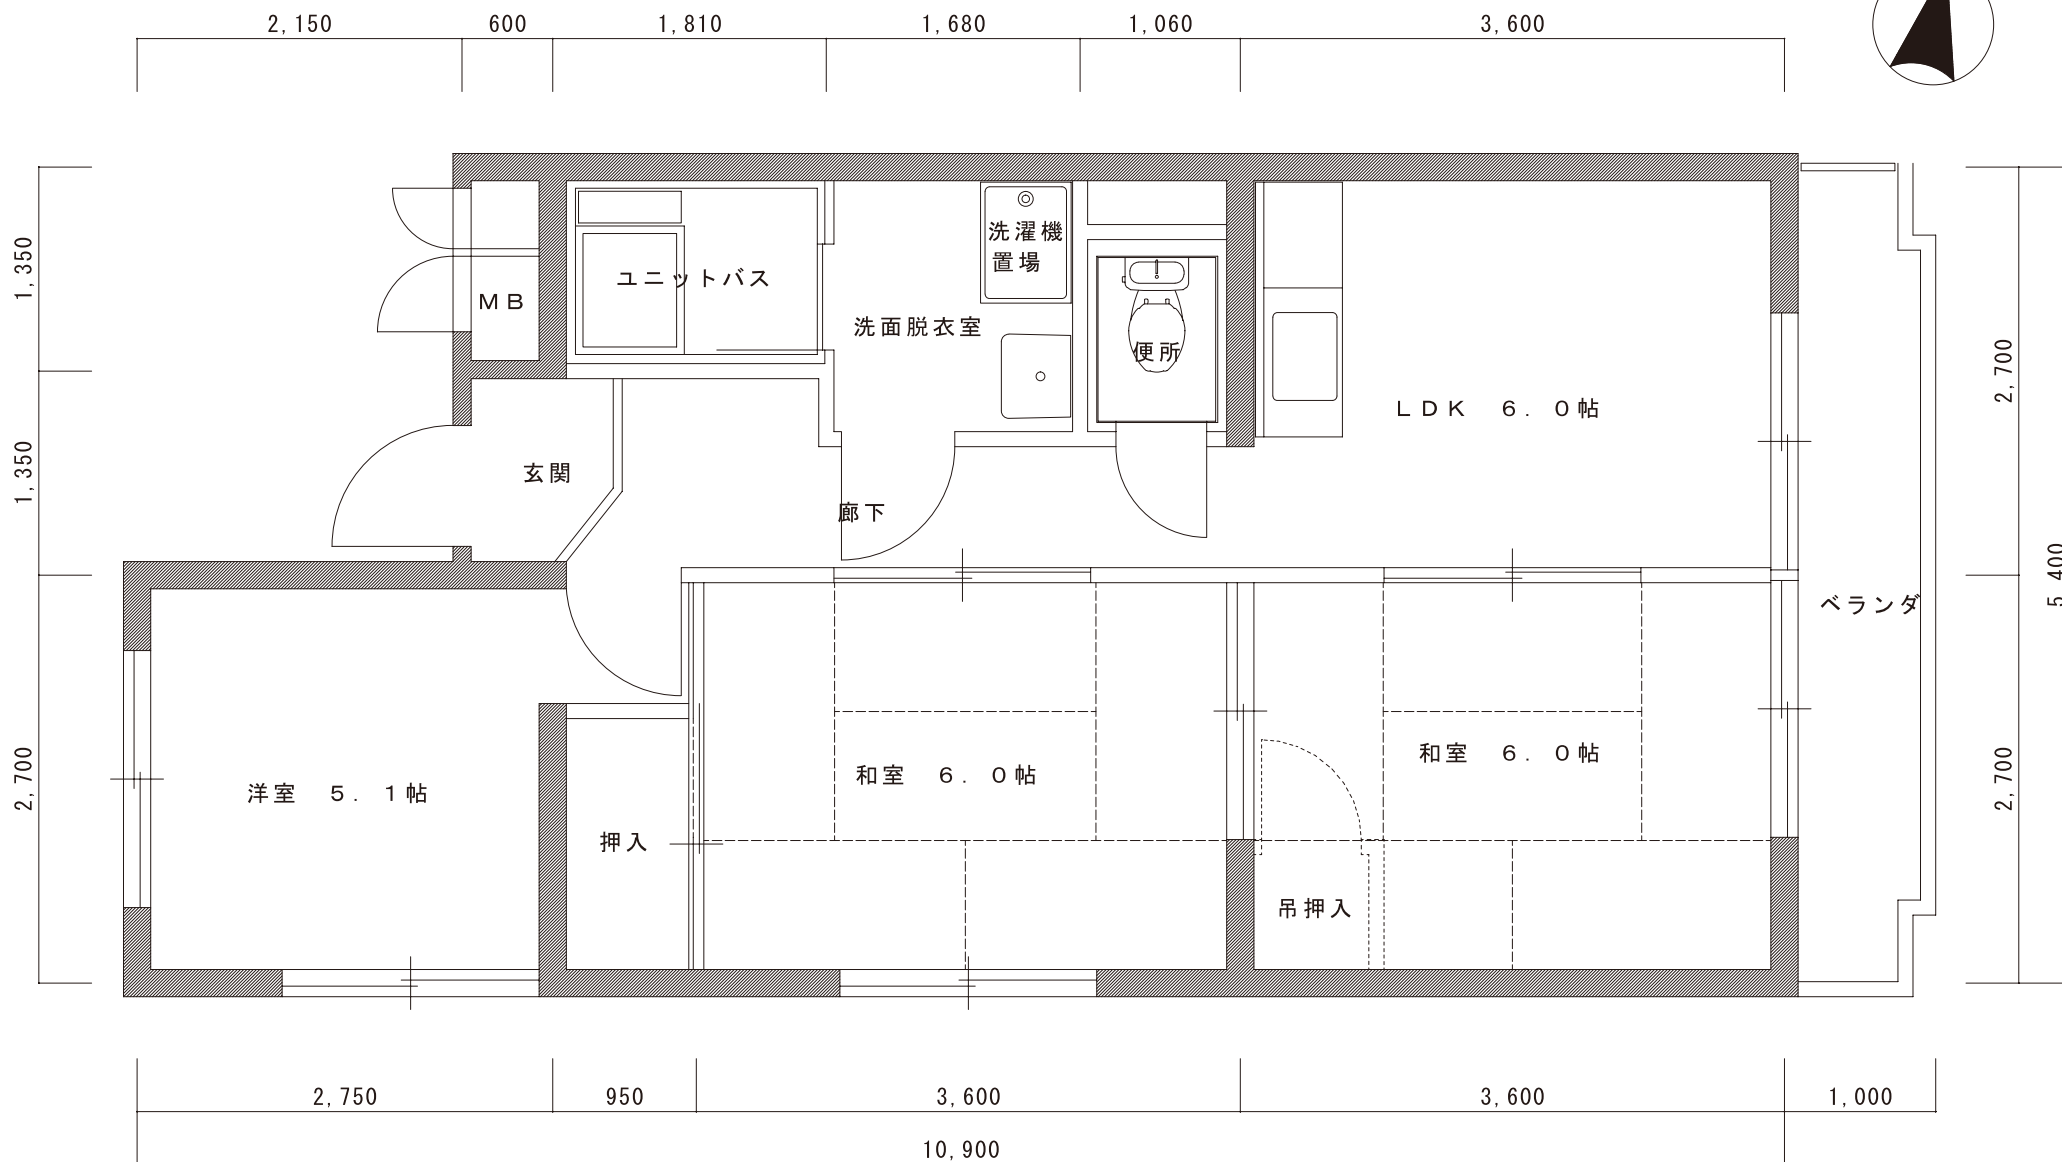 2,150
600
1,810
1,680
1,060
3,600
1,350
1,350
2,700
2,700
2,700
5,400
ＭＢ
ユニットバス
洗濯機
置場
洗面脱衣室
便所
ＬＤＫ　６．０帖
玄関
廊下
ベランダ
洋室　５．１帖
押入
和室　６．０帖
和室　６．０帖
吊押入
2,750
950
3,600
3,600
1,000
10,900